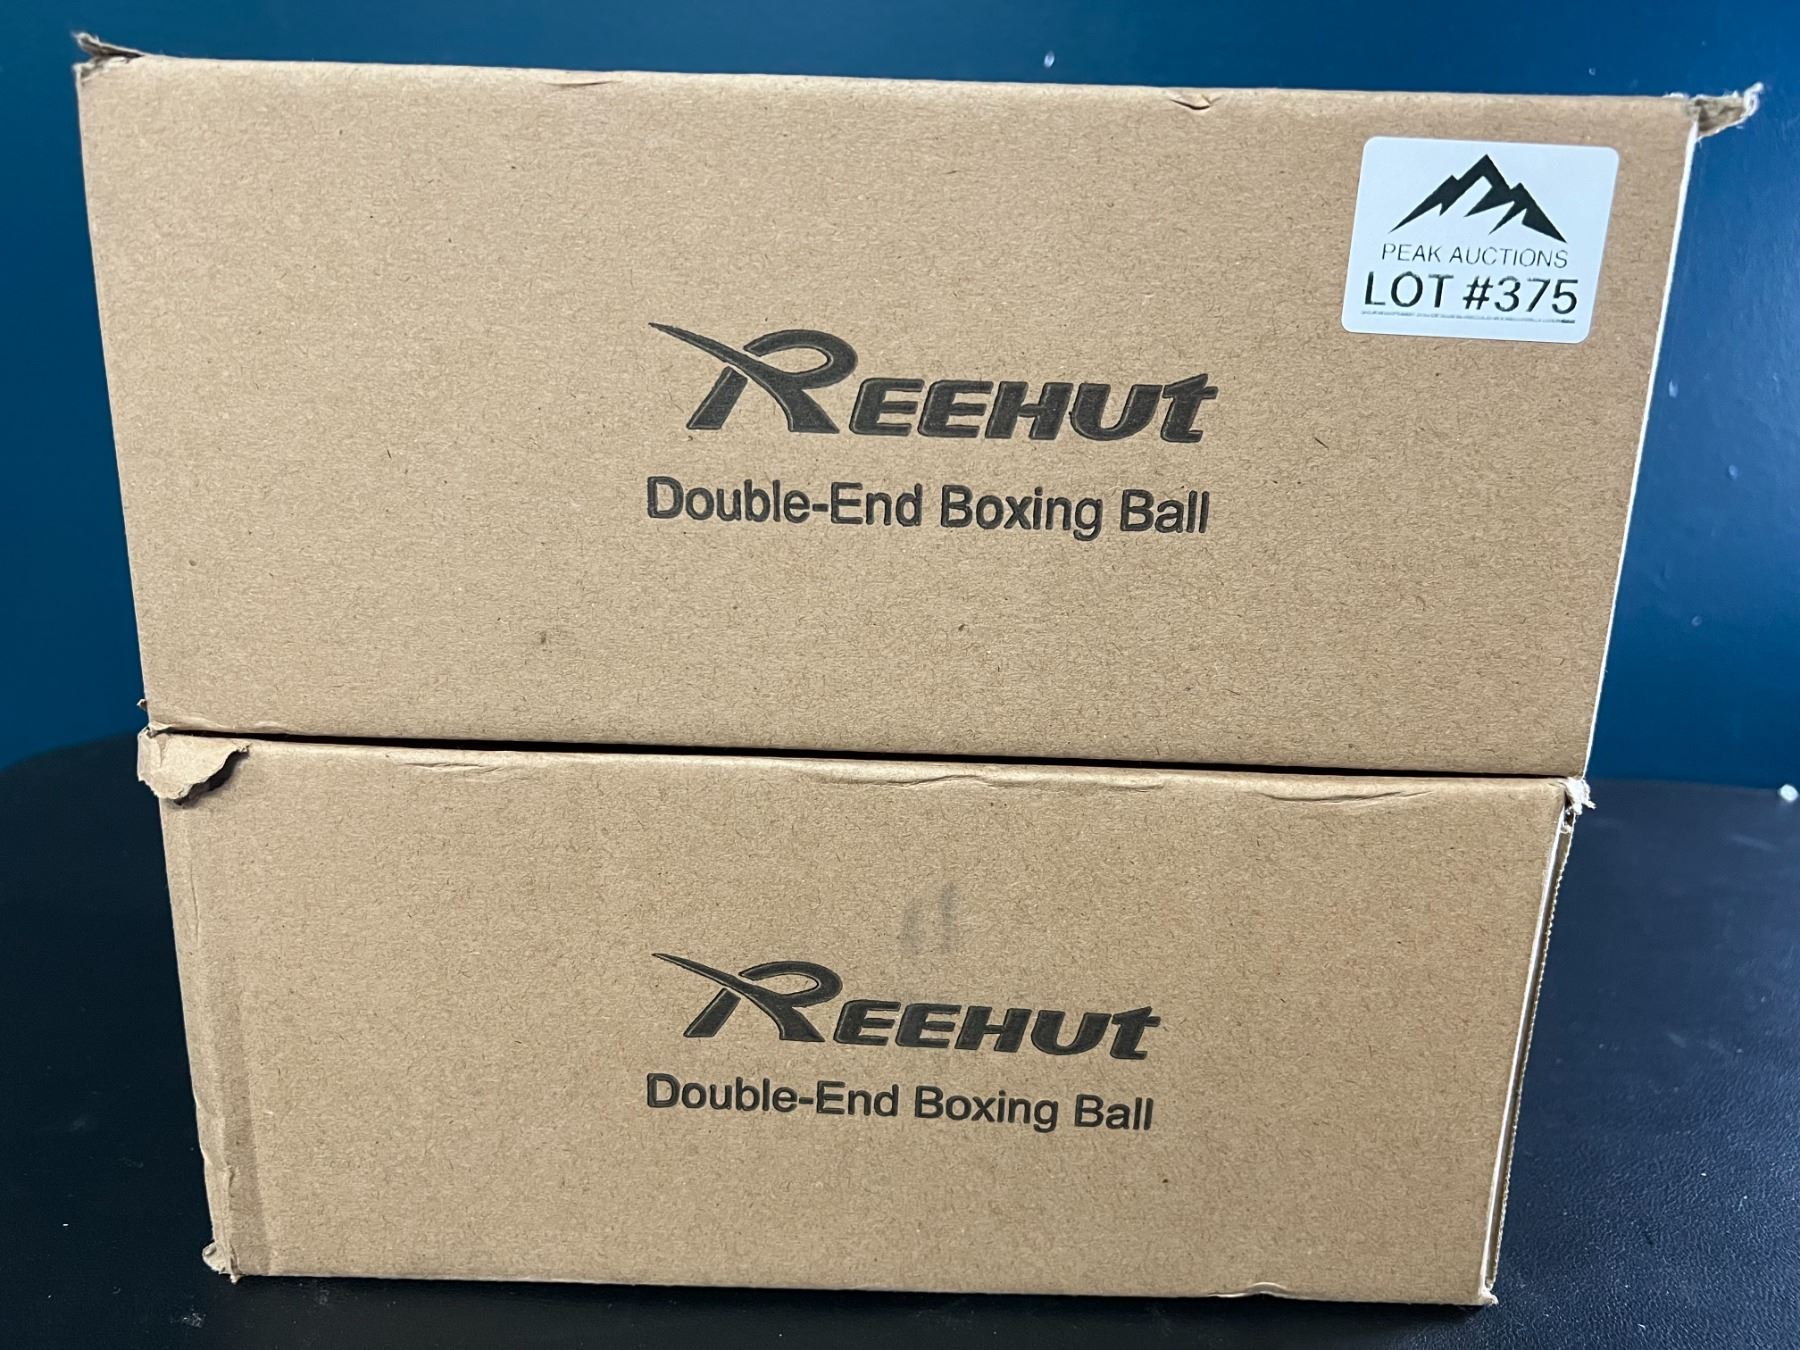 PEAK AUCTIONS
LOT #375
REEHUt
Double-End Boxing Ball
REEHUt
Double-End Boxing Ball